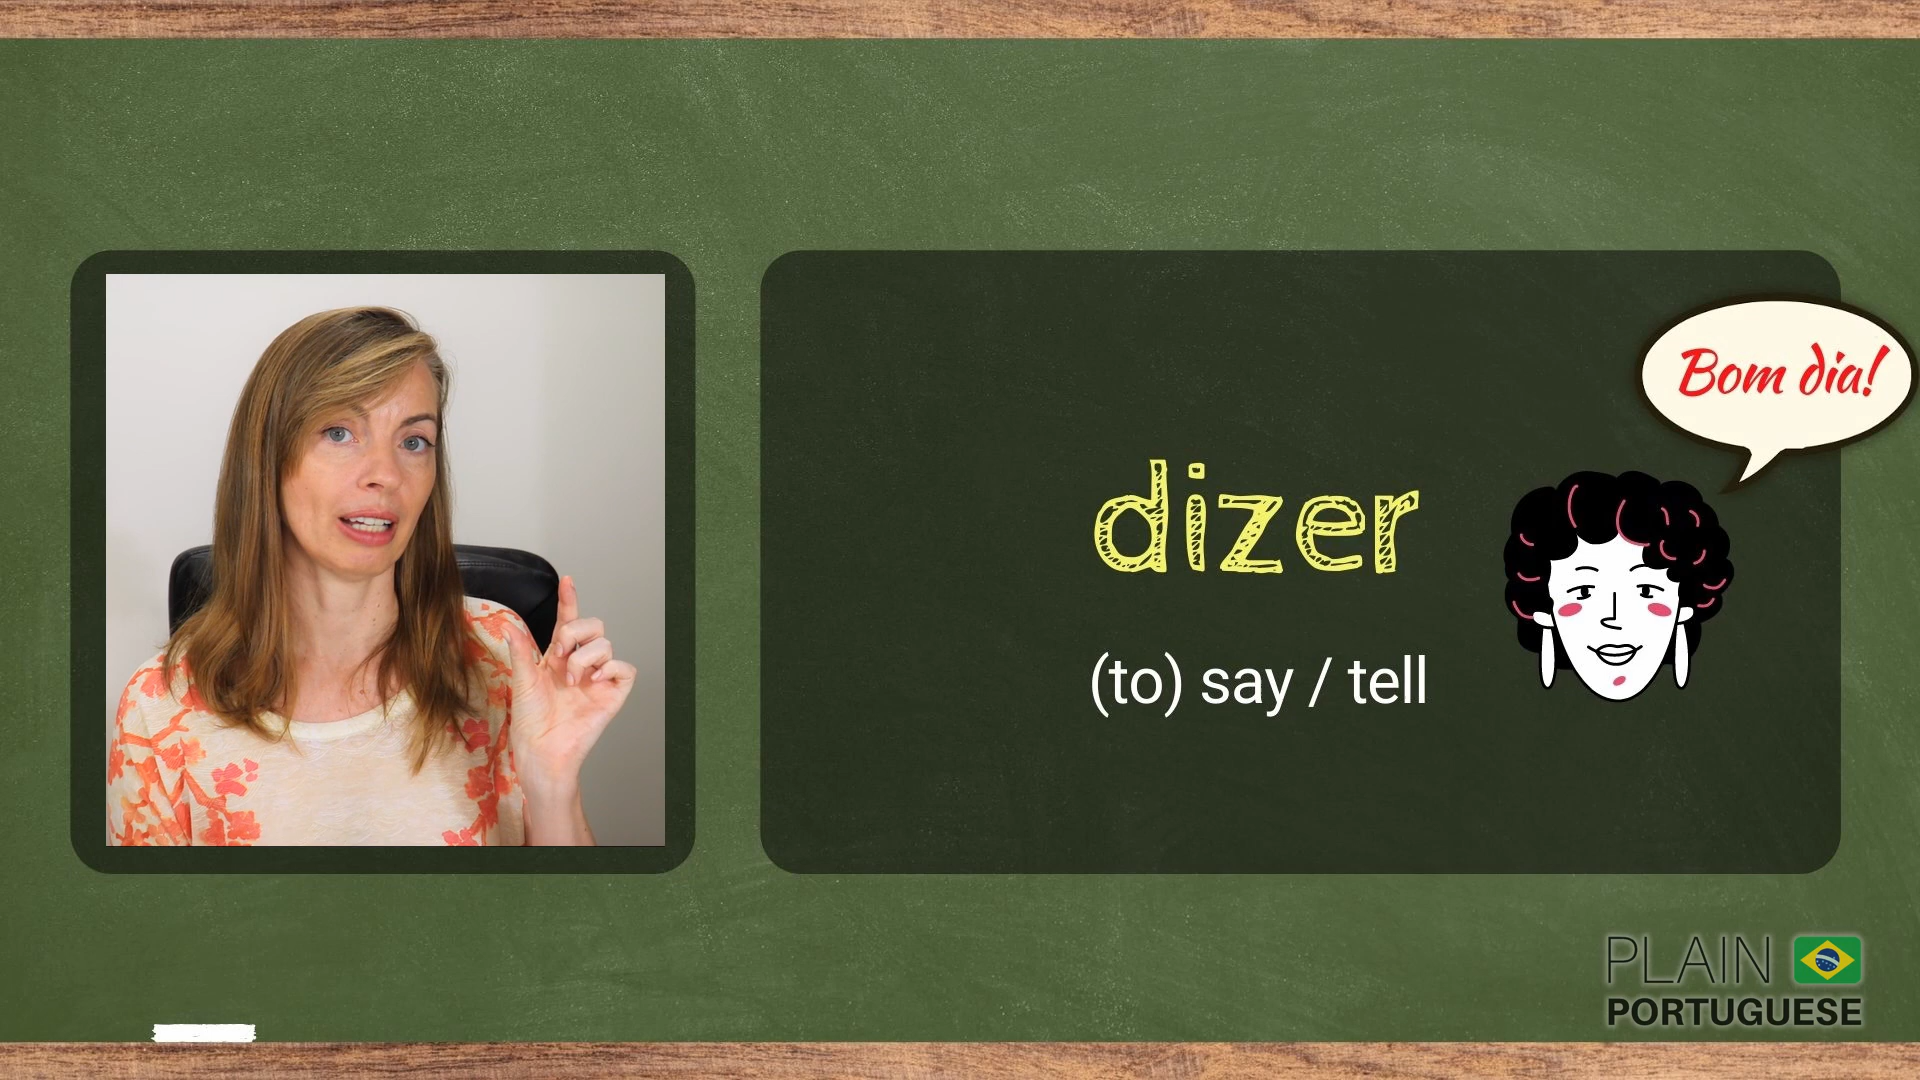 Bom dia!
dizer
(to) say / tell
PLAIN
PORTUGUESE